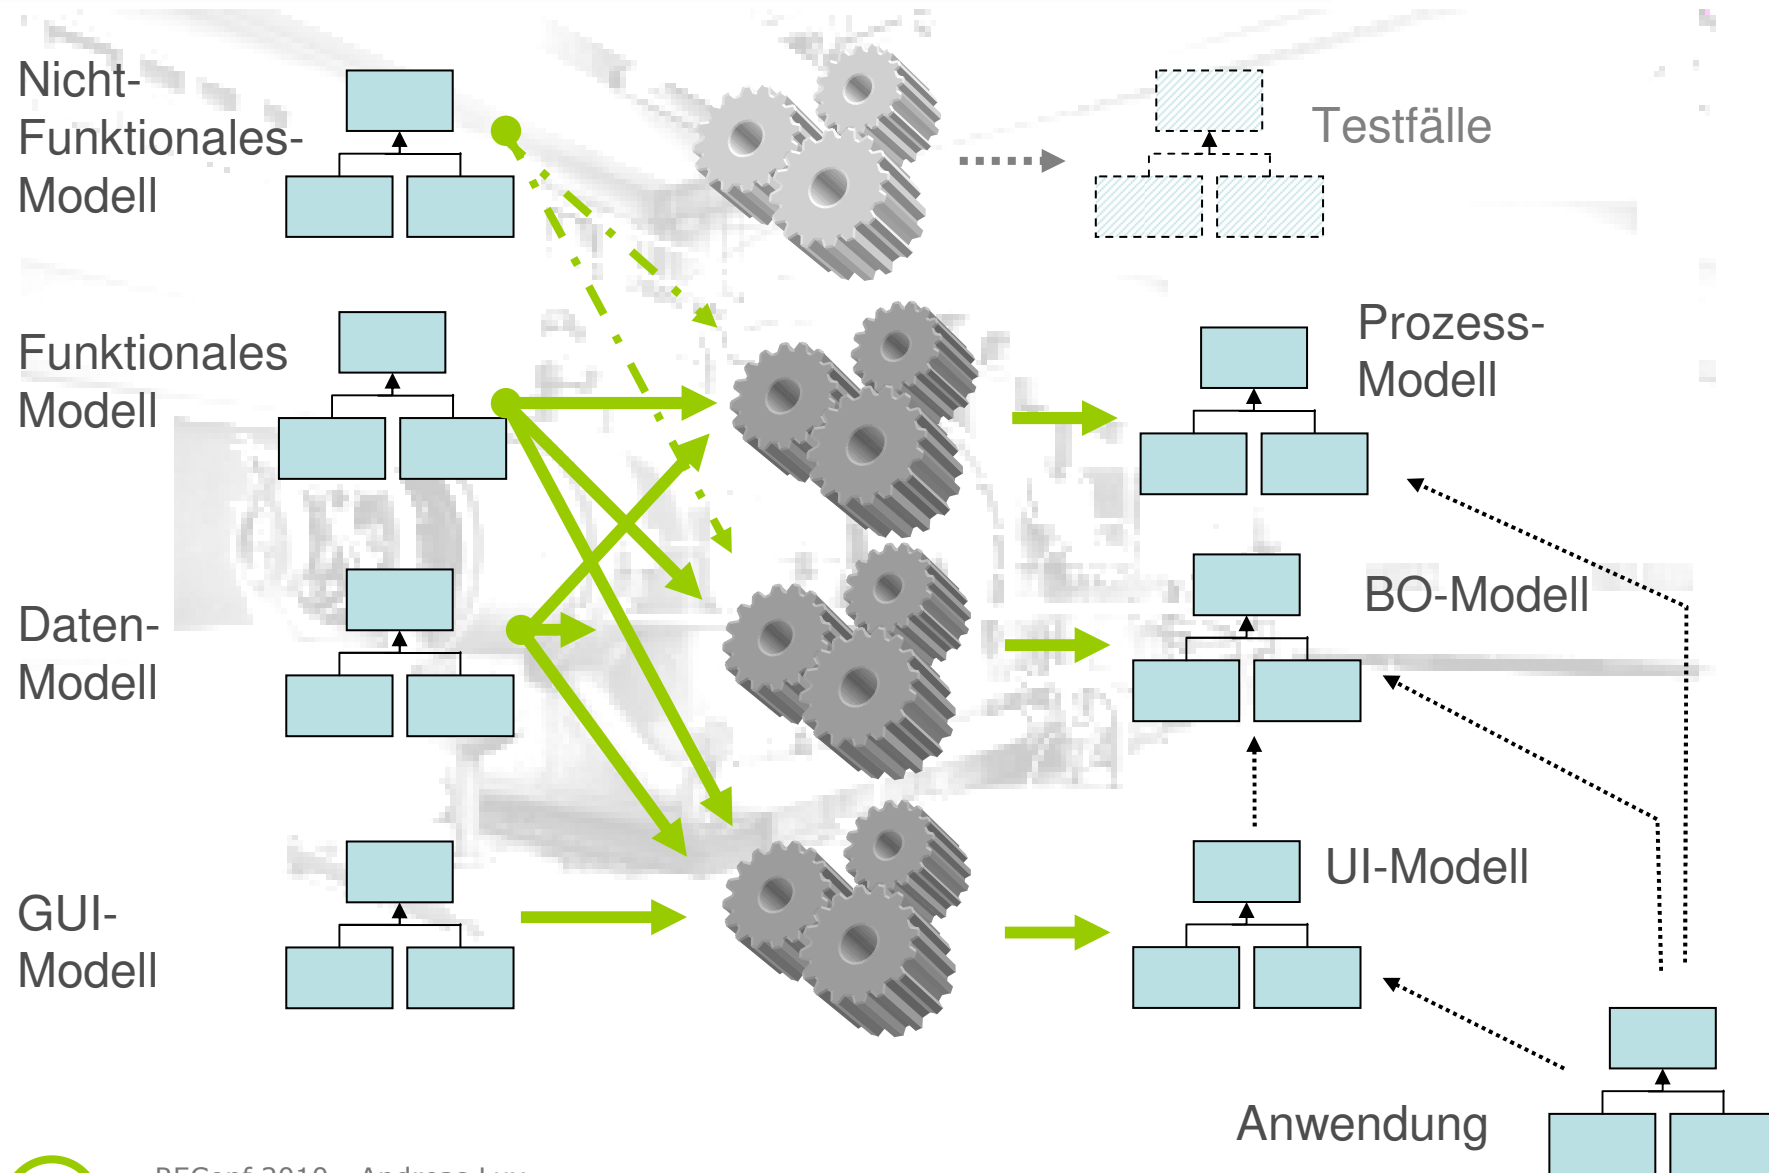 Nicht-
Funktionales-
Modell
Testfälle
Funktionales
Modell
Prozess-
Modell
Daten-
Modell
BO-Modell
GUI-
Modell
UI-Modell
Anwendung